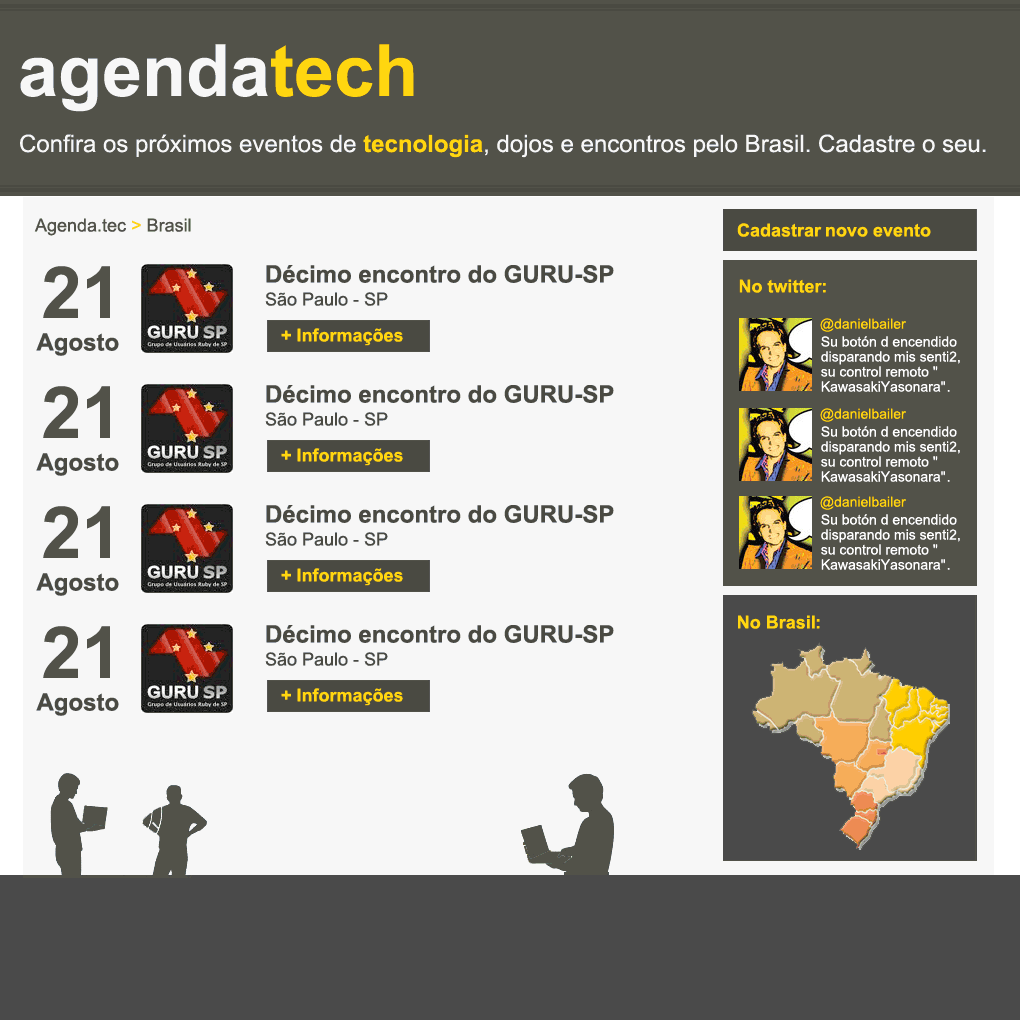 agendatech
Confira os próximos eventos de tecnologia, dojos e encontros pelo Brasil. Cadastre o seu.
Agenda.tec > Brasil
21
Agosto
GURU SP
Grupo de Usuários Ruby de SP
Décimo encontro do GURU-SP
São Paulo - SP
+ Informações
21
Agosto
GURU SP
Grupo de Usuários Ruby de SP
Décimo encontro do GURU-SP
São Paulo - SP
+ Informações
21
Agosto
GURU SP
Grupo de Usuários Ruby de SP
Décimo encontro do GURU-SP
São Paulo - SP
+ Informações
21
Agosto
GURU SP
Grupo de Usuários Ruby de SP
Décimo encontro do GURU-SP
São Paulo - SP
+ Informações
Cadastrar novo evento
No twitter:
@danielbailer
Su botón d encendido
disparando mis senti2,
su control remoto "
KawasakiYasonara".
@danielbailer
Su botón d encendido
disparando mis senti2,
su control remoto "
KawasakiYasonara".
@danielbailer
Su botón d encendido
disparando mis senti2,
su control remoto "
KawasakiYasonara".
No Brasil: